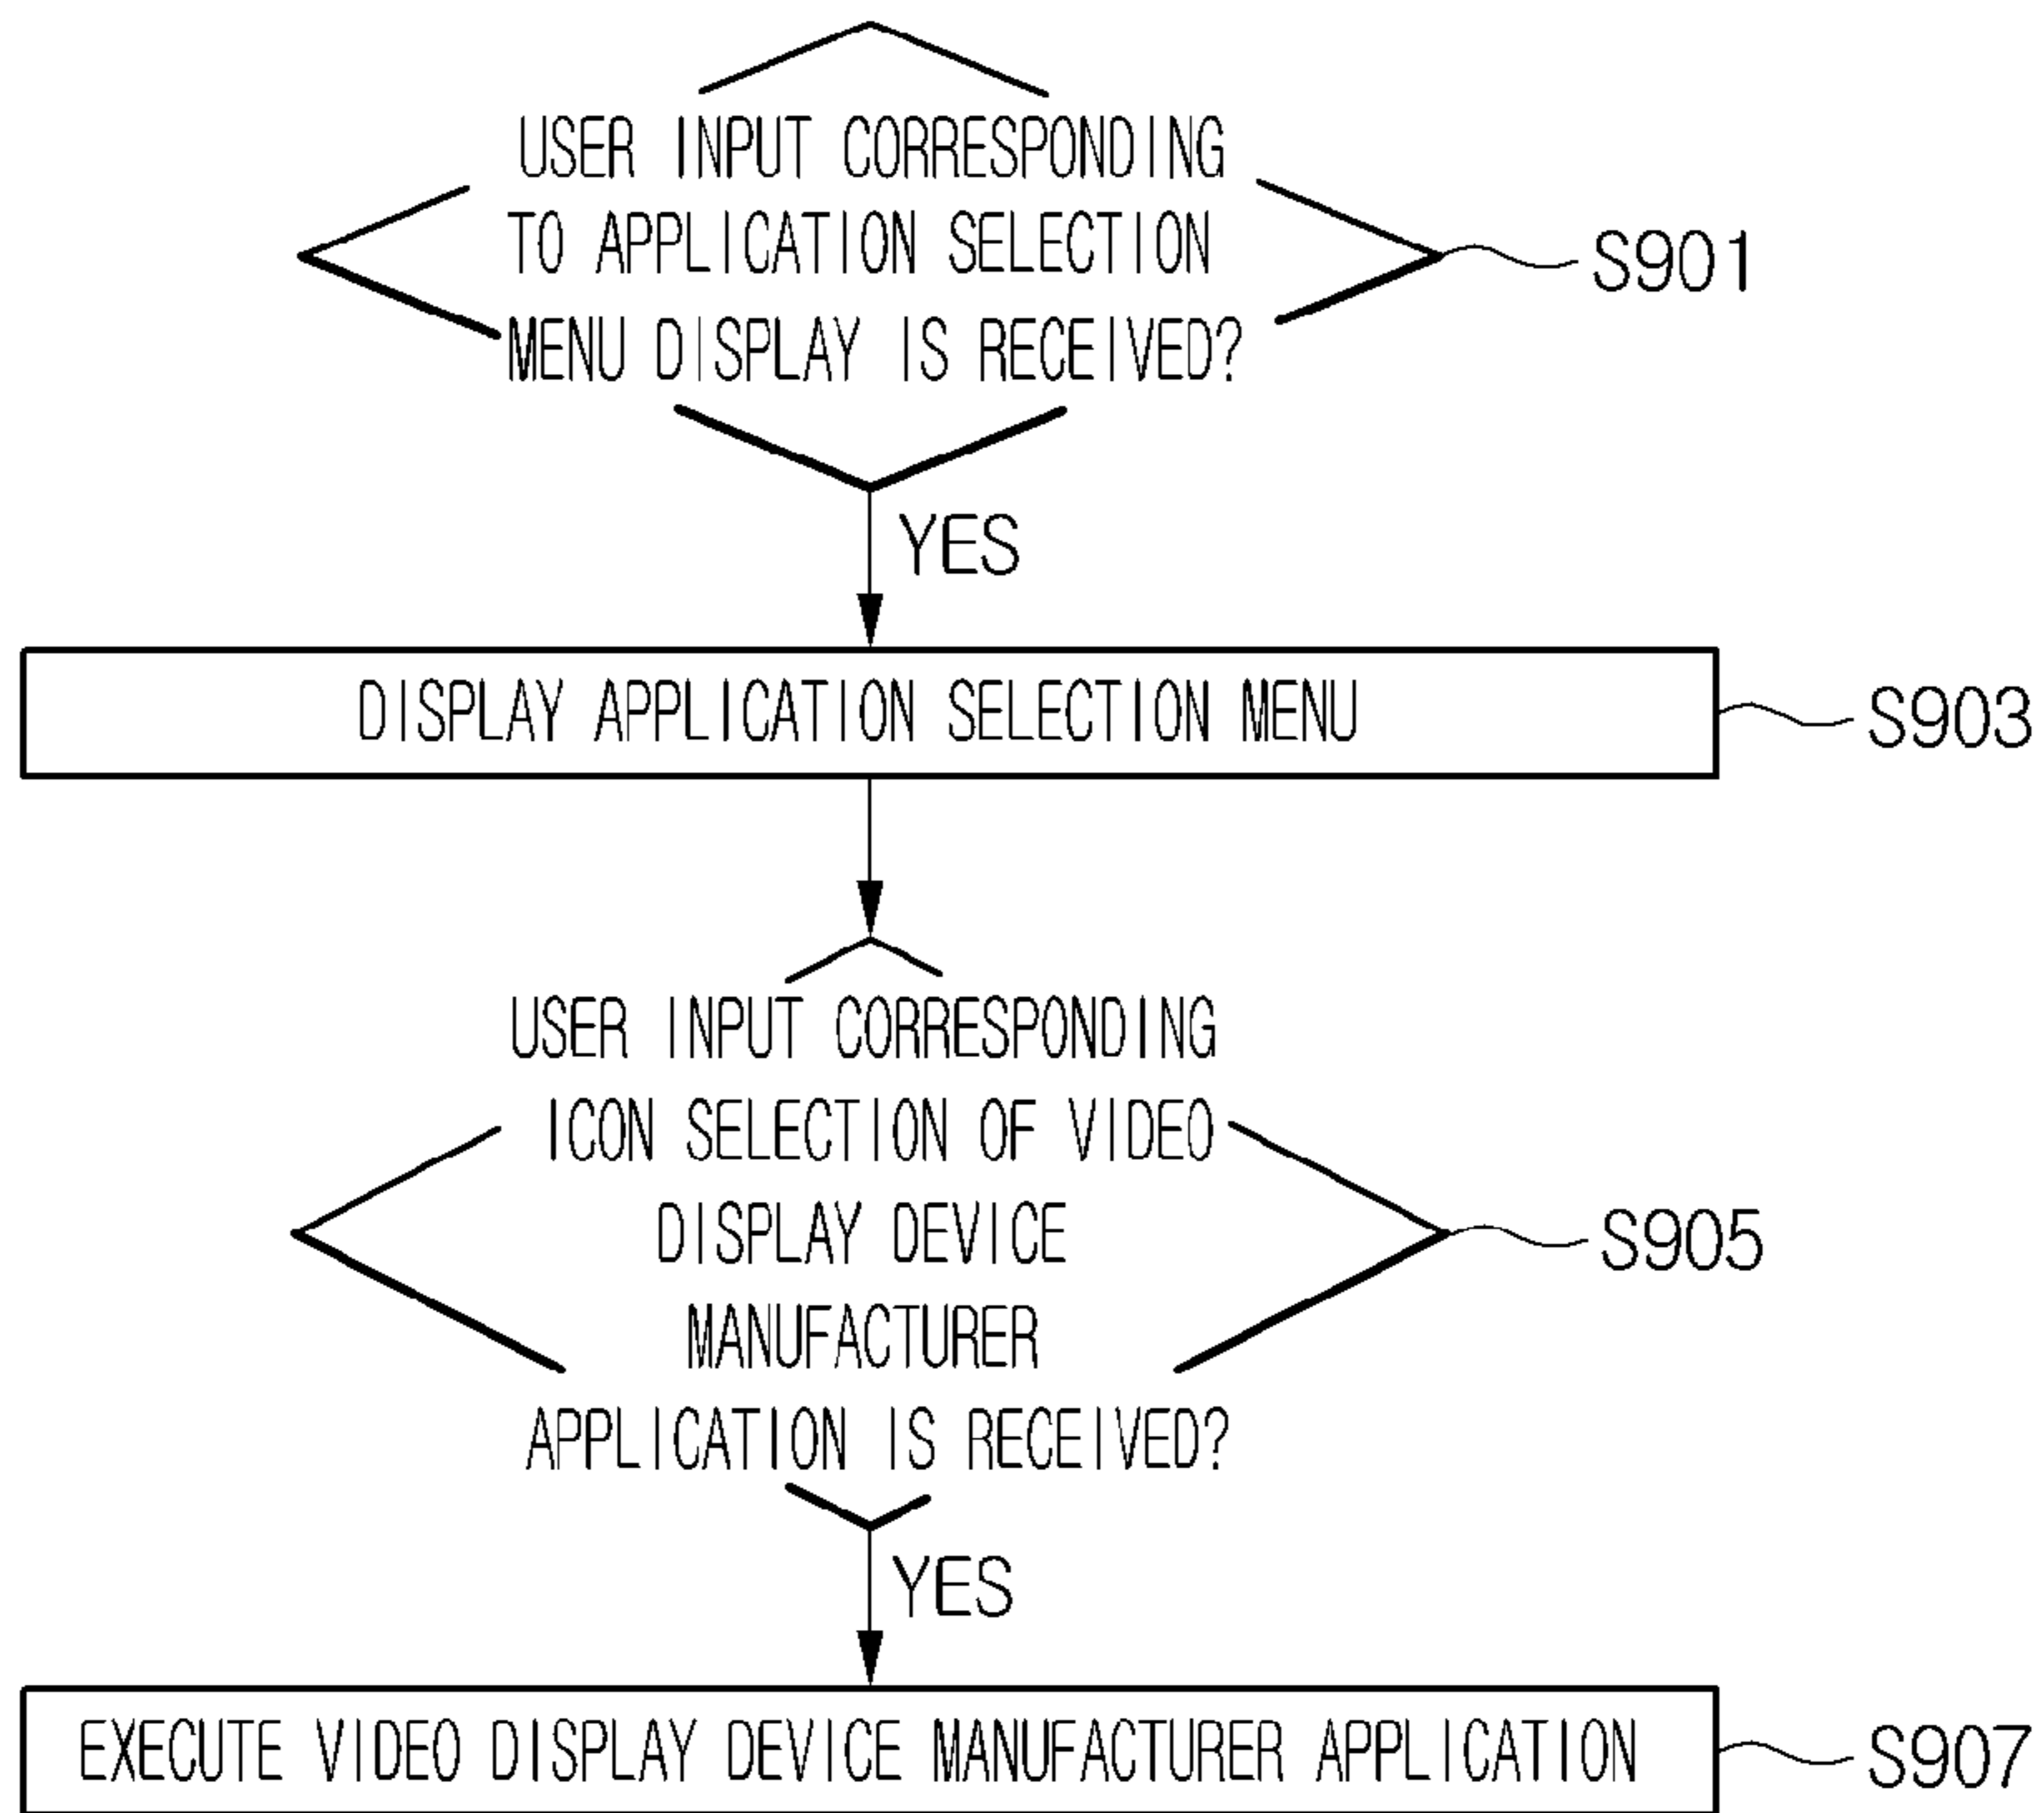 USER INPUT CORRESPONDING
TO APPLICATION SELECTION
MENU DISPLAY IS RECEIVED?
S901
YES
DISPLAY APPLICATION SELECTION MENU
S903
USER INPUT CORRESPONDING
ICON SELECTION OF VIDEO
DISPLAY DEVICE
MANUFACTURER
APPLICATION IS RECEIVED?
S905
YES
EXECUTE VIDEO DISPLAY DEVICE MANUFACTURER APPLICATION
S907